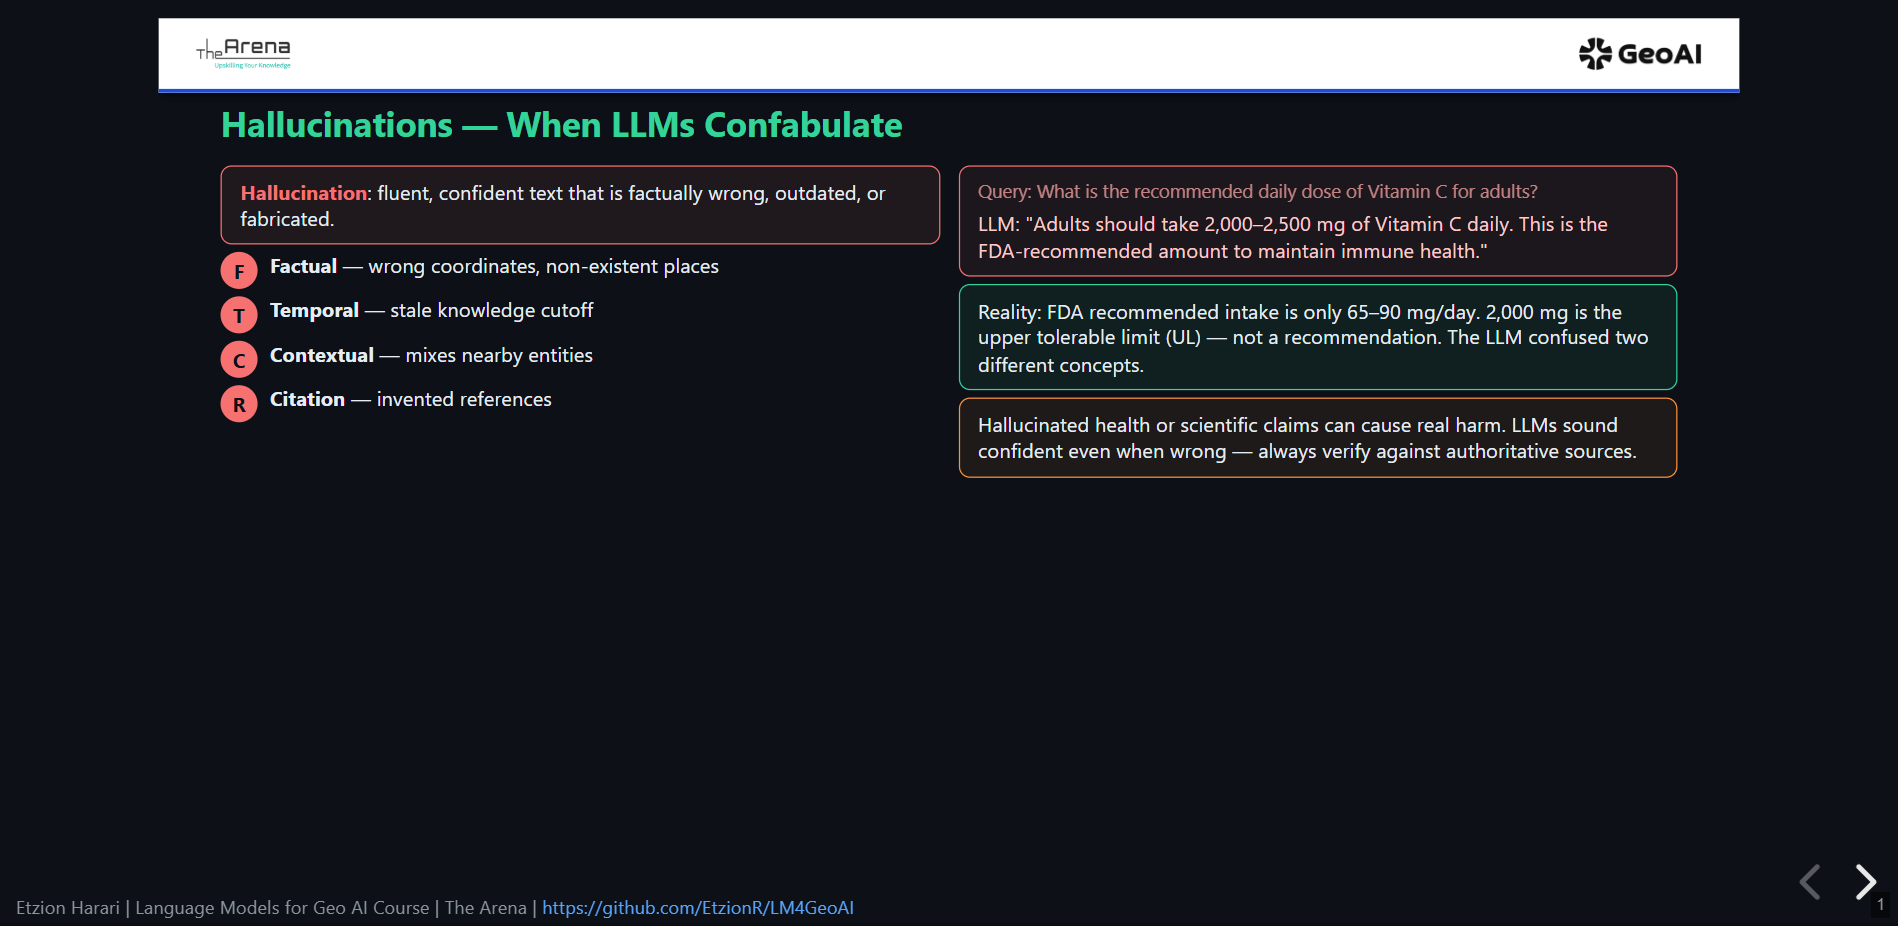 The Arena
Upskilling Your Knowledge
GeoAI
Hallucinations — When LLMs Confabulate
Hallucination: fluent, confident text that is factually wrong, outdated, or
fabricated.
F Factual — wrong coordinates, non-existent places
T Temporal — stale knowledge cutoff
C Contextual — mixes nearby entities
R Citation — invented references
Query: What is the recommended daily dose of Vitamin C for adults?
LLM: "Adults should take 2,000–2,500 mg of Vitamin C daily. This is the
FDA-recommended amount to maintain immune health."
Reality: FDA recommended intake is only 65–90 mg/day. 2,000 mg is the
upper tolerable limit (UL) — not a recommendation. The LLM confused two
different concepts.
Hallucinated health or scientific claims can cause real harm. LLMs sound
confident even when wrong — always verify against authoritative sources.
Etzion Harari | Language Models for Geo AI Course | The Arena | https://github.com/EtzionR/LM4GeoAI
1